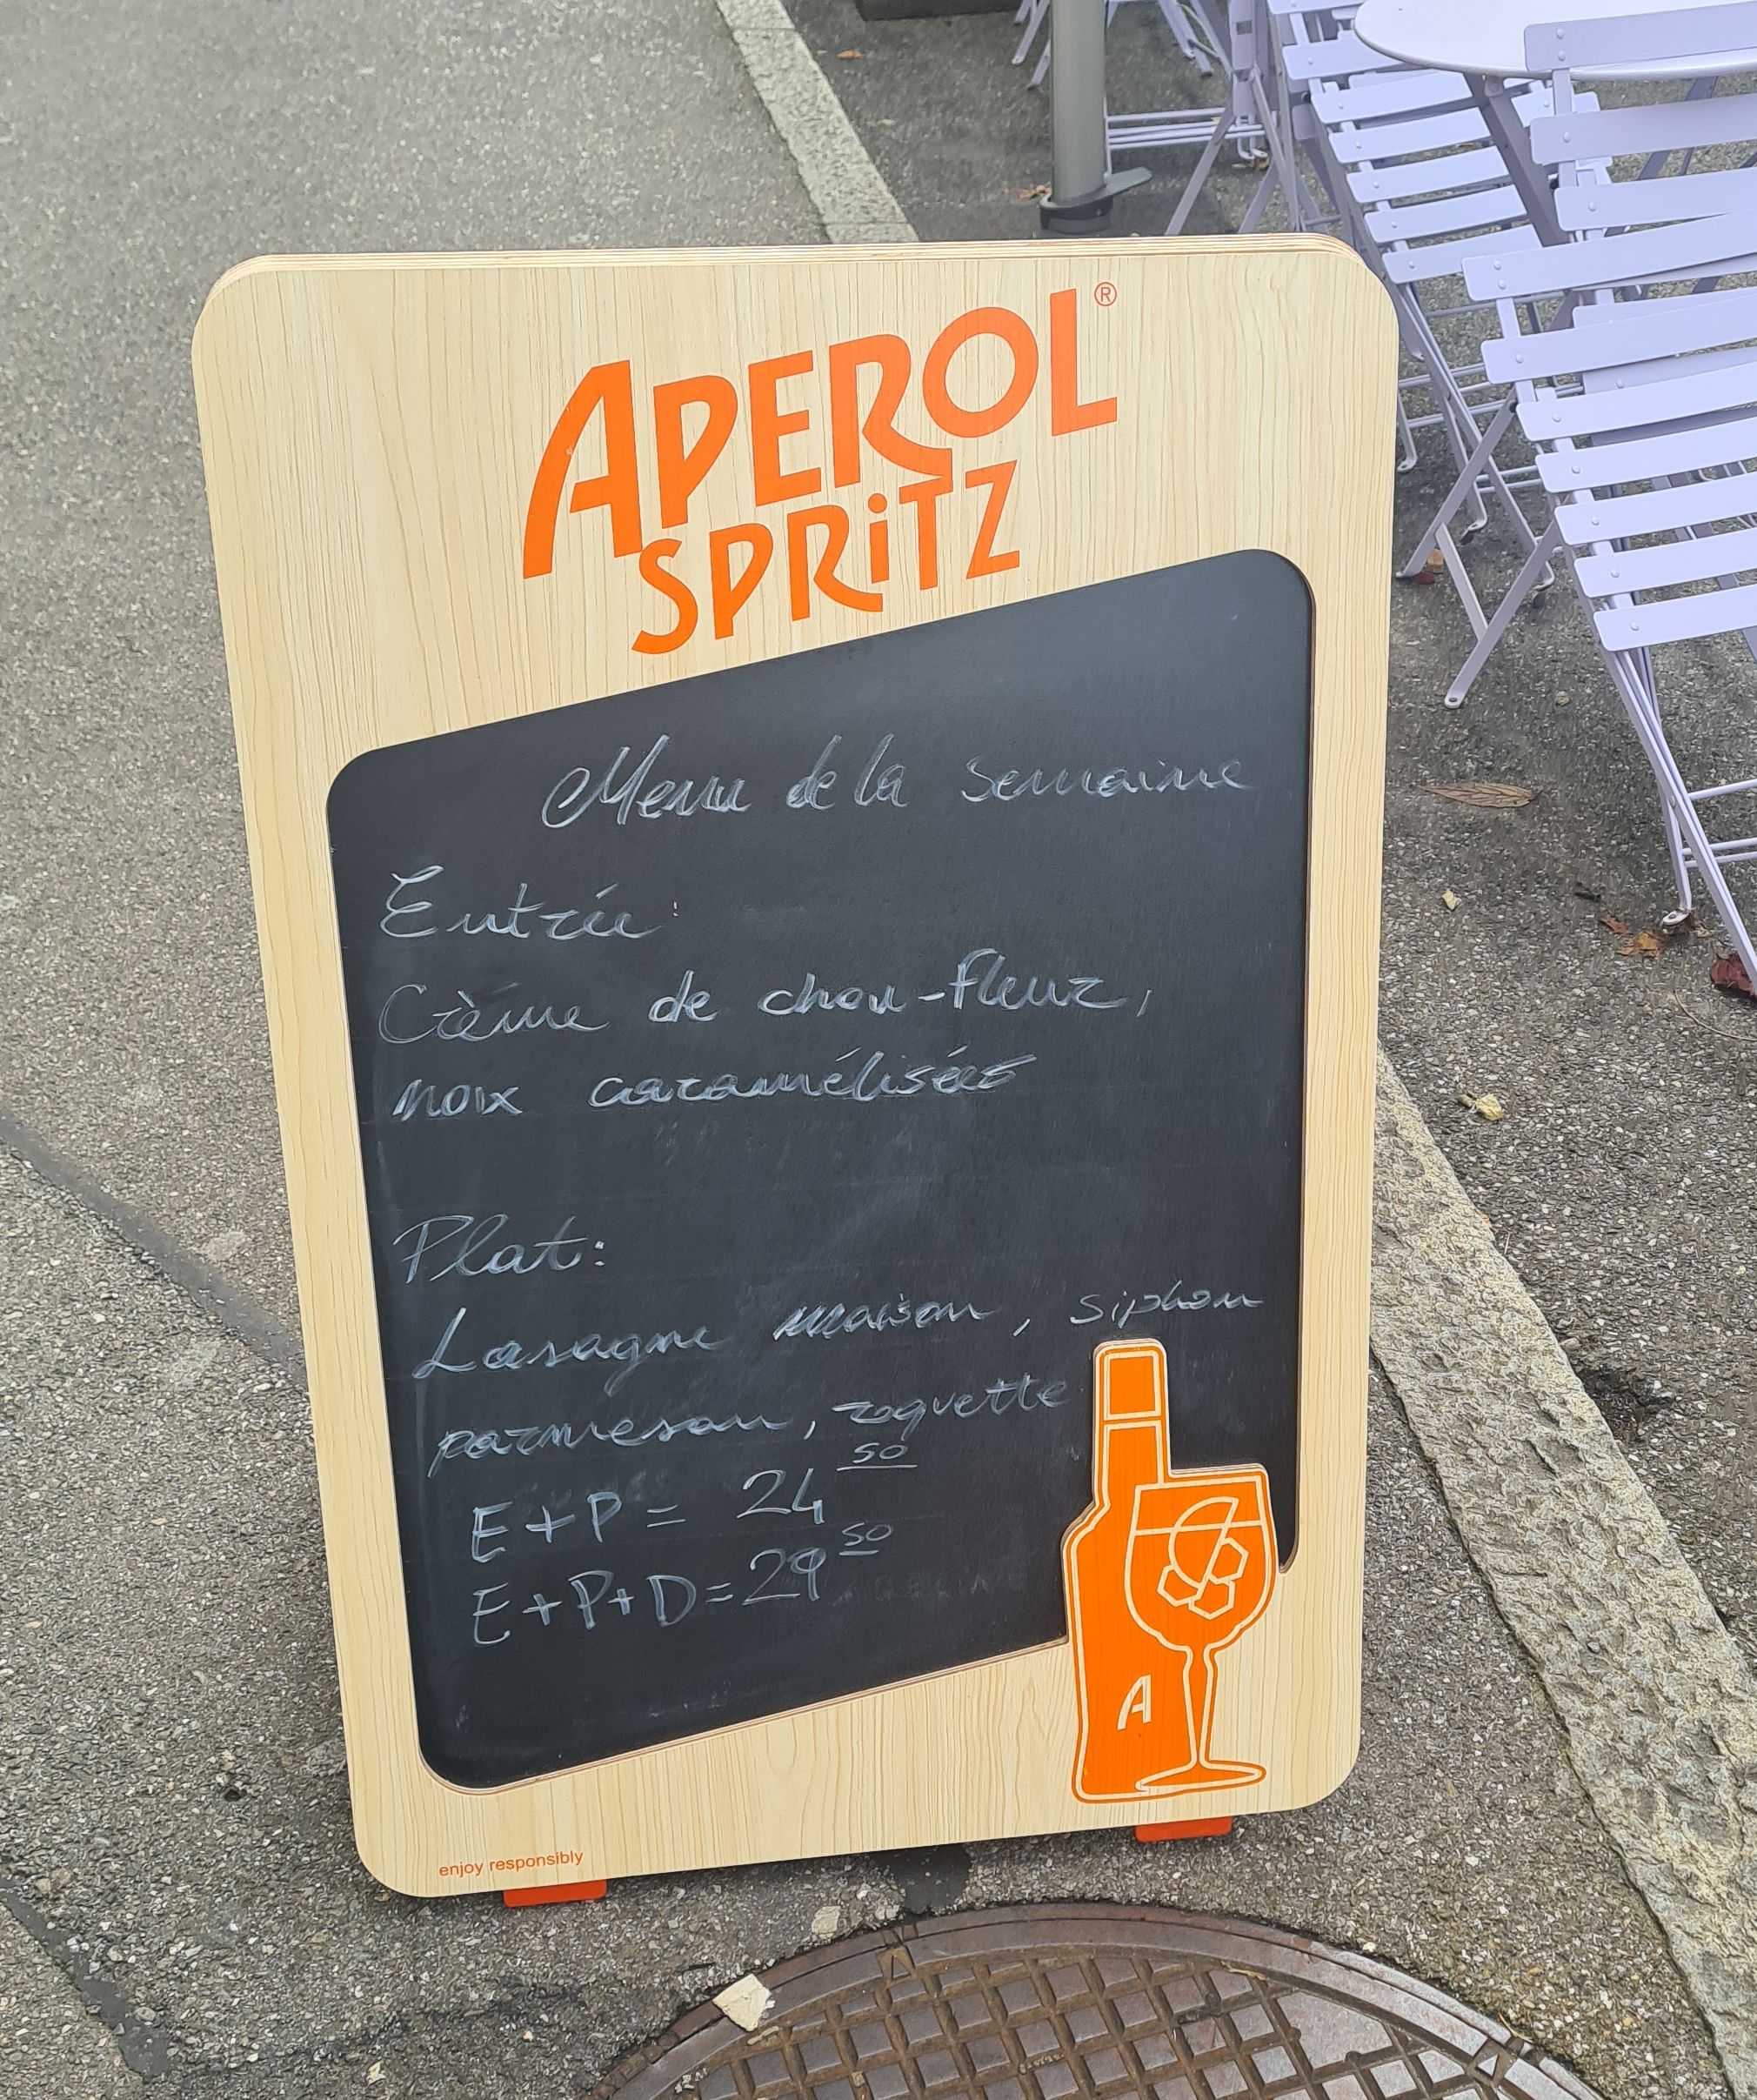 APEROL®
SPRiTZ
Menu de la semaine
Entrée:
Crème de chou-fleur,
noix caramélisées
Plat:
Lasagne maison, siphon
parmesan, roquette
E+P= 24 50
E+P+D=29 50
A
enjoy responsibly